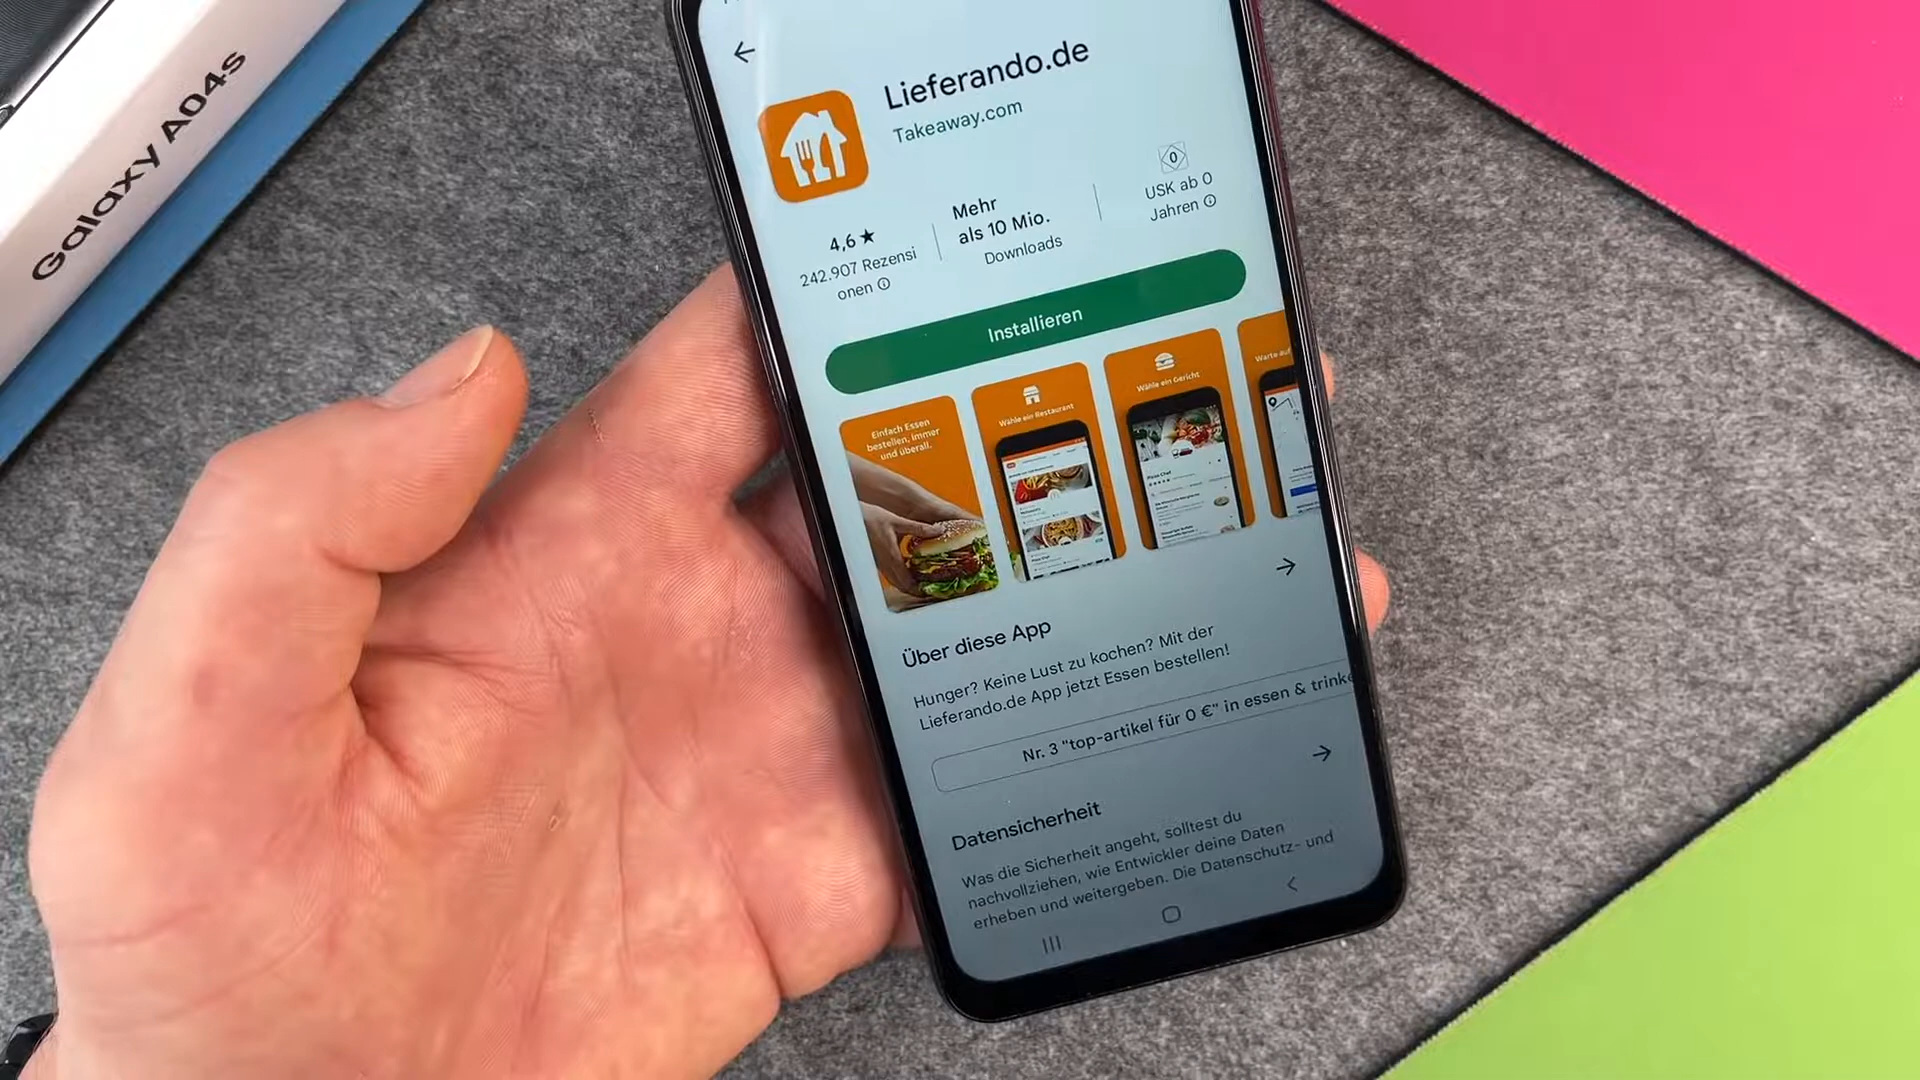 Galaxy A04s
Lieferando.de
Takeaway.com
4,6★
242.907 Rezensi
onen
Mehr
als 10 Mio.
Downloads
0
USK ab 0
Jahren
Installieren
Einfach Essen
bestellen, immer
und überall.
Wähle ein Restaurant
Wähle ein Gericht
Warte auf
Über diese App
Hunger? Keine Lust zu kochen? Mit der
Lieferando.de App jetzt Essen bestellen!
Nr. 3 "top-artikel für 0 €" in essen & trinke
Datensicherheit
Was die Sicherheit angeht, solltest du
nachvollziehen, wie Entwickler deine Daten
erheben und weitergeben. Die Datenschutz- und